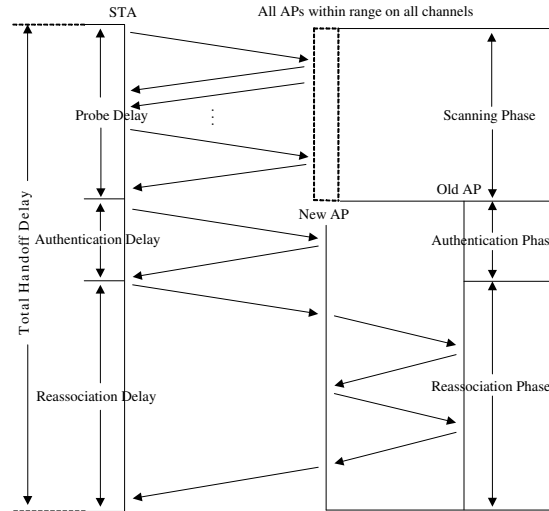 STA
All APs within range on all channels
Probe Delay
Scanning Phase
Old AP
New AP
Authentication Delay
Authentication Phase
Total Handoff Delay
Reassociation Delay
Reassociation Phase